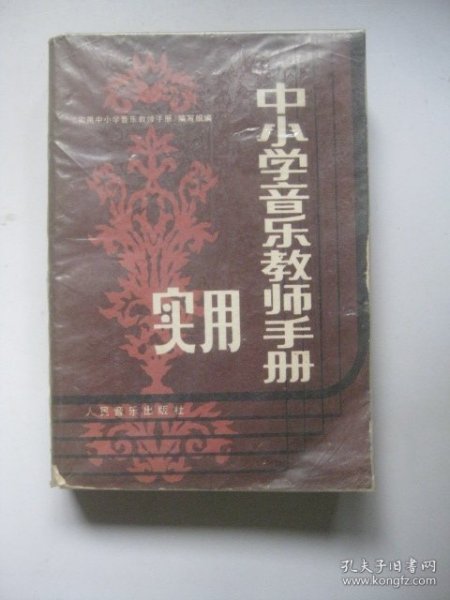 《实用中小学音乐教师手册》编写组编
实用
中小学音乐教师手册
人民音乐出版社
孔夫子旧书网
www.kongfz.com